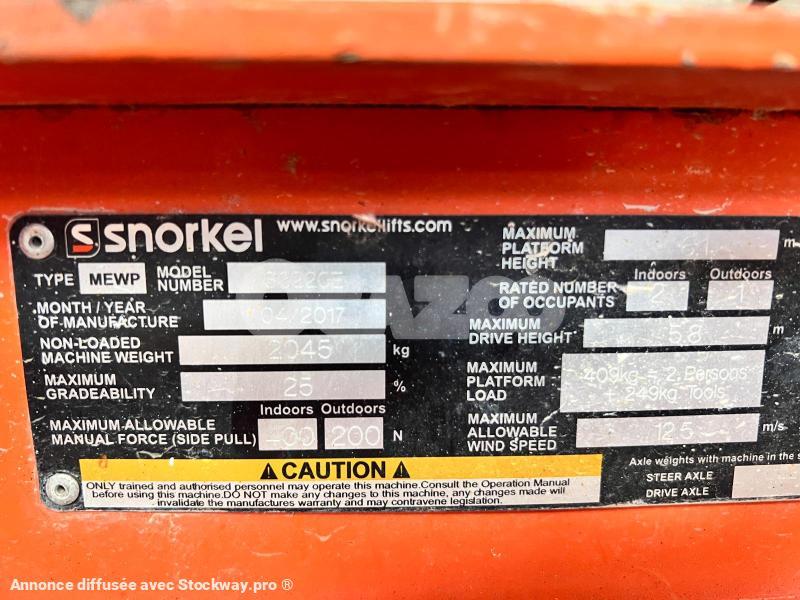 snorkel www.snorkellifts.com
TYPE MEWP MODEL NUMBER
MONTH / YEAR OF MANUFACTURE 04/2017
NON-LOADED MACHINE WEIGHT 2045 kg
MAXIMUM GRADEABILITY 25 %
Indoors Outdoors
MAXIMUM ALLOWABLE MANUAL FORCE (SIDE PULL) 200 N
MAXIMUM PLATFORM HEIGHT m
Indoors Outdoors
RATED NUMBER OF OCCUPANTS 2 1
MAXIMUM DRIVE HEIGHT 5.8 m
MAXIMUM PLATFORM LOAD 409kg = 2 Persons + 249kg Tools
MAXIMUM ALLOWABLE WIND SPEED 12.5 m/s
Axle weights with machine in the s
STEER AXLE
DRIVE AXLE
CAUTION
ONLY trained and authorised personnel may operate this machine.Consult the Operation Manual
before using this machine.DO NOT make any changes to this machine, any changes made will
invalidate the manufactures warranty and may contravene legislation.
Annonce diffusée avec Stockway.pro ®